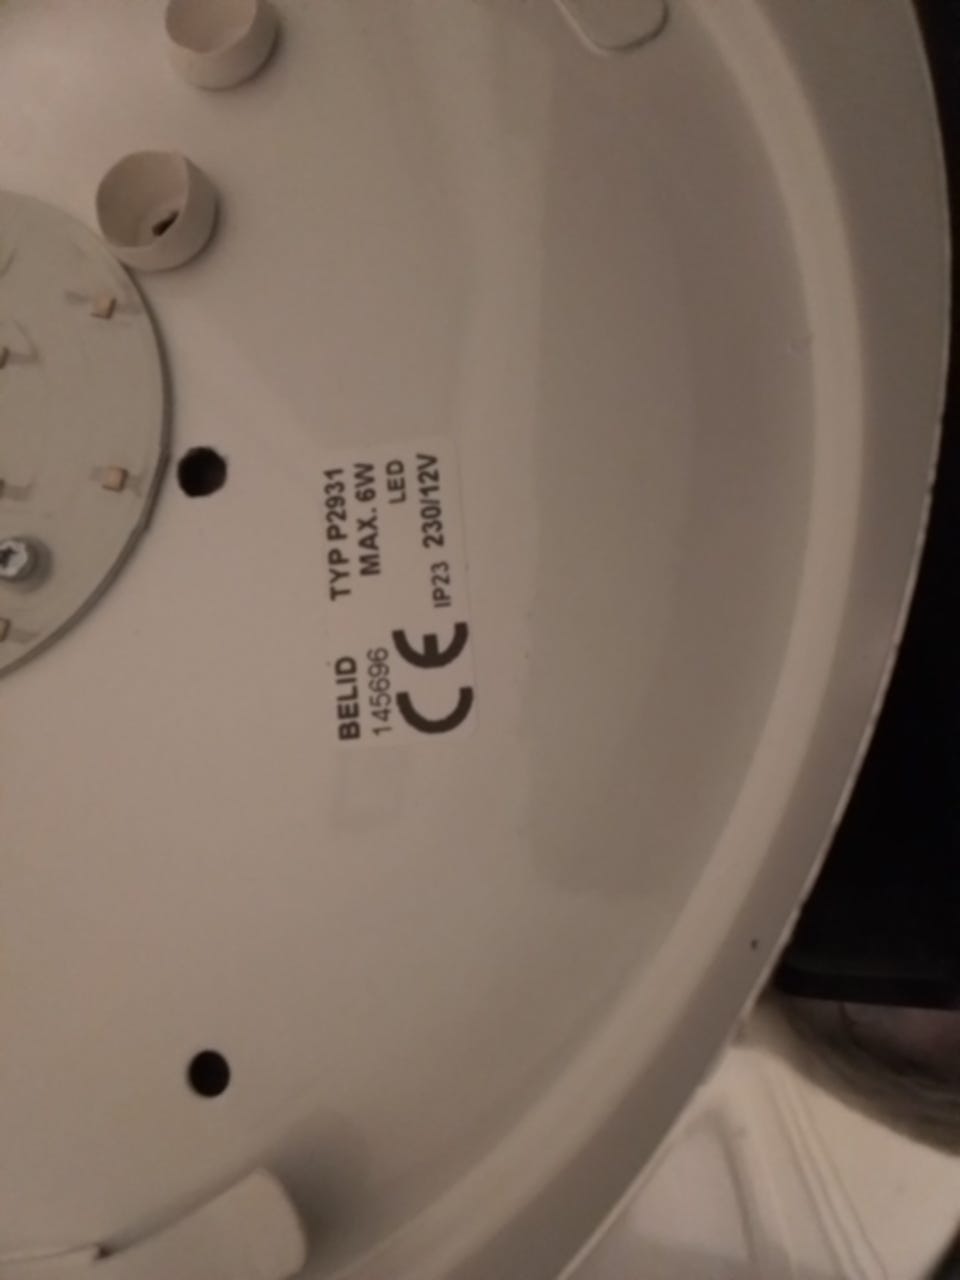 BELID TYP P2931
145696 MAX. 6W
LED
CE IP23 230/12V